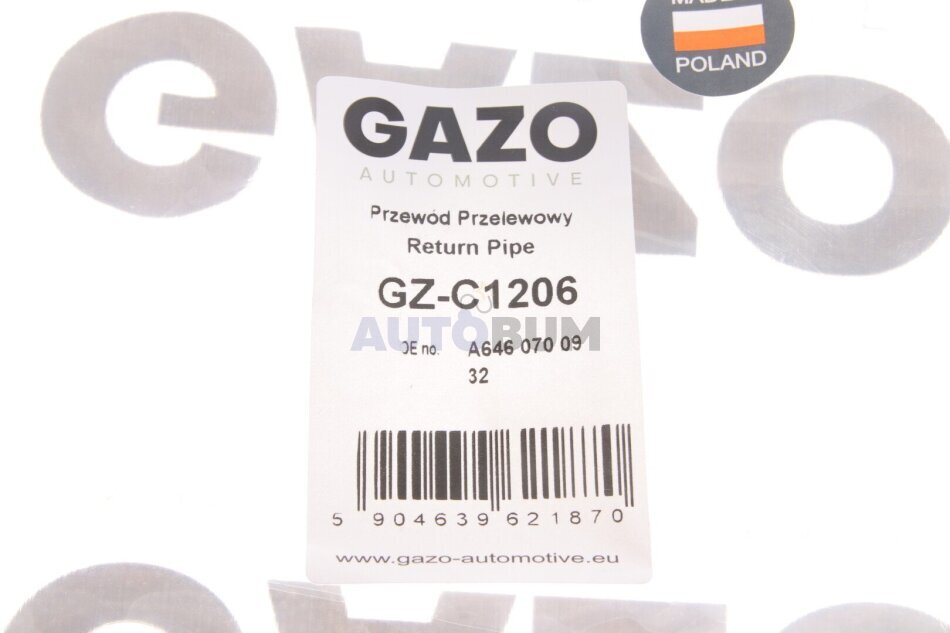 MADE
POLAND
GAZO
AUTOMOTIVE
Przewód Przelewowy
Return Pipe
GZ-C1206
AUTOBUM
OE no. A646 070 09
32
5 904639 621870
www.gazo-automotive.eu